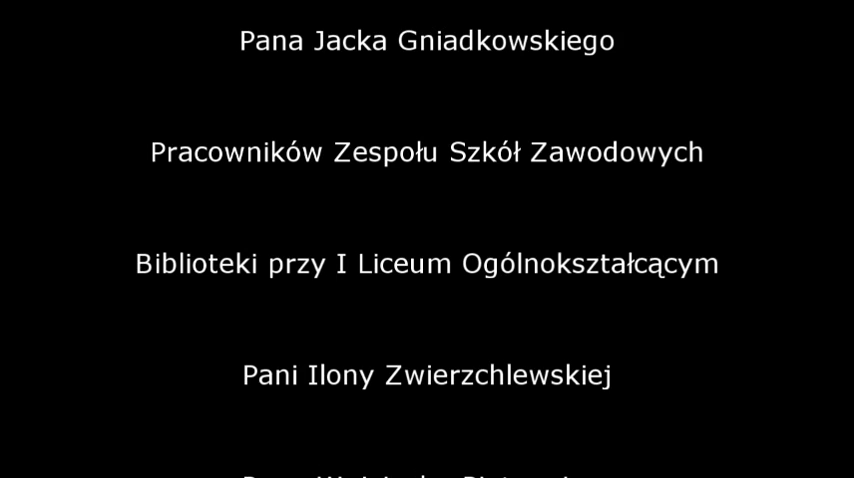 Pana Jacka Gniadkowskiego
Pracowników Zespołu Szkół Zawodowych
Biblioteki przy I Liceum Ogólnokształcącym
Pani Ilony Zwierzchlewskiej